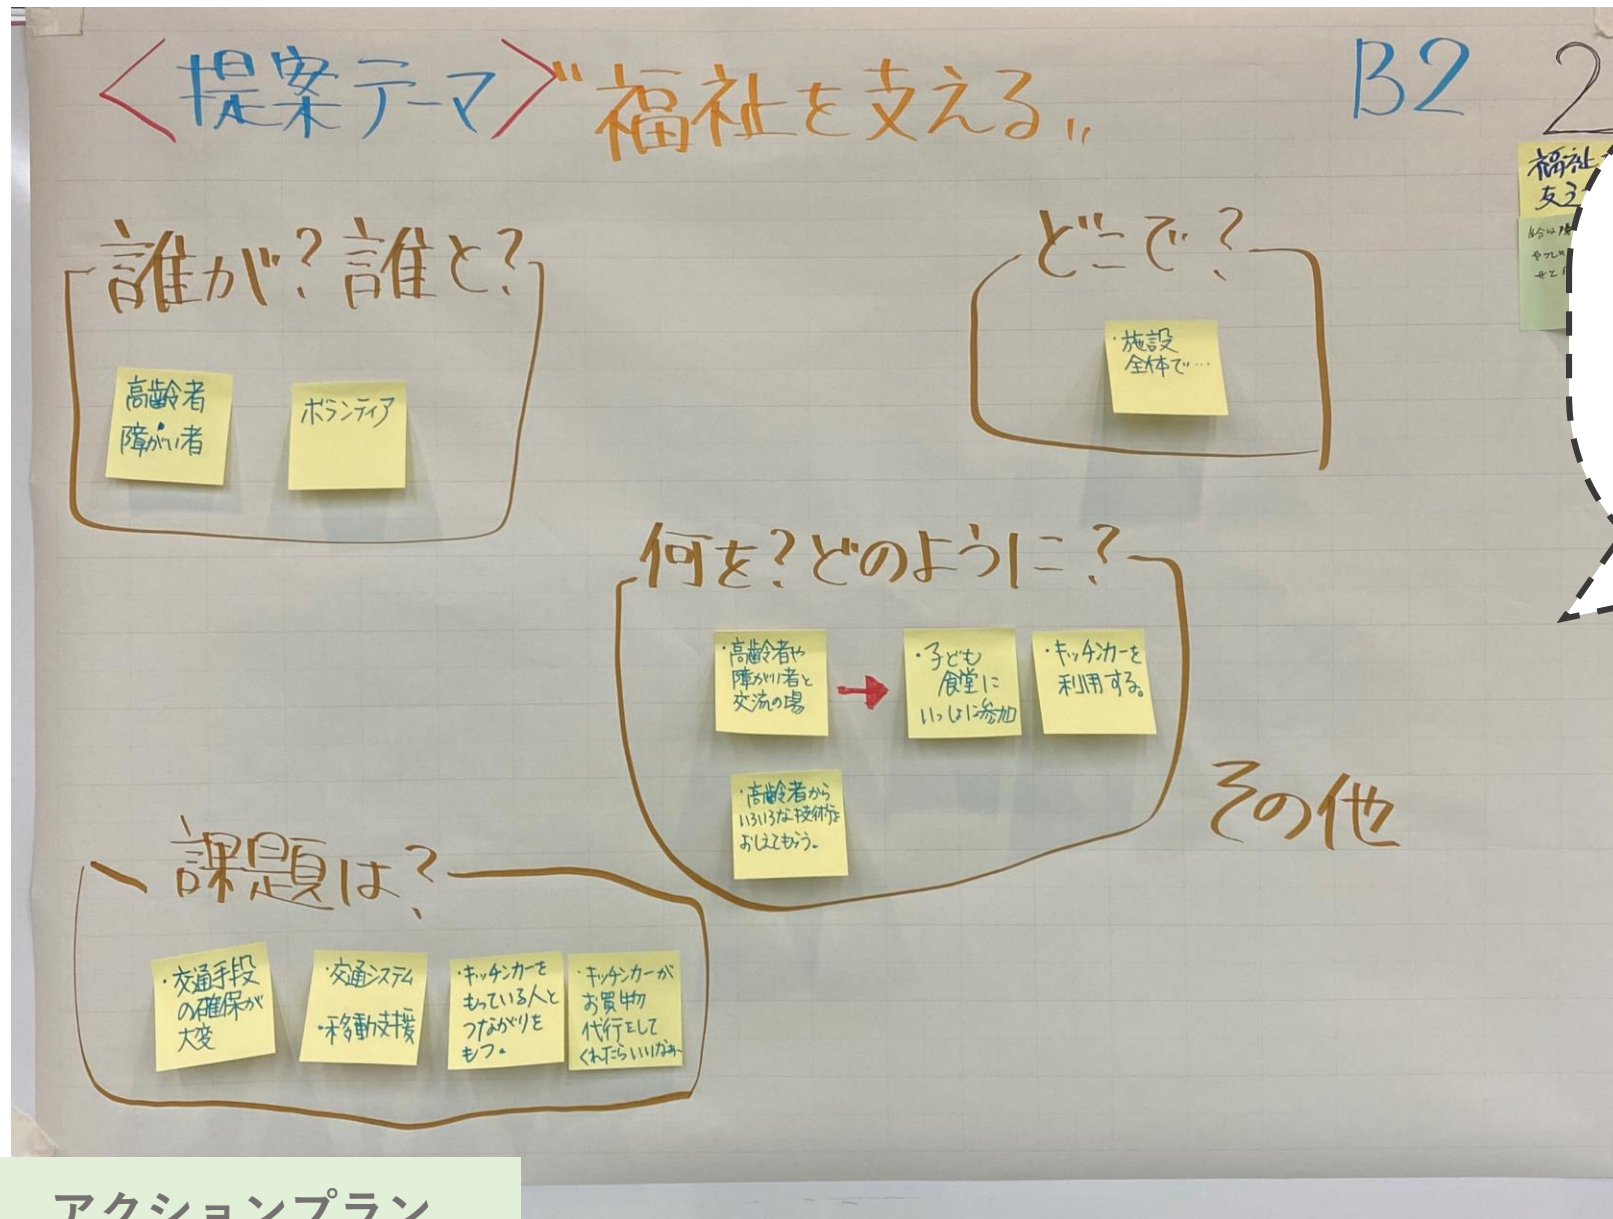 <提案テーマ>〝福祉を支える〟
B2
2
福祉
支え
誰が?誰と?
高齢者
障がい者
ボランティア
どこで?
・施設
全体で…
何を?どのように?
・高齢者や
障がい者と
交流の場
・子ども
食堂に
いっしょに参加
・キッチンカーを
利用する。
・高齢者から
いろいろな技術を
おしえてもらう。
その他
課題は?
・交通手段
の確保が
大変
・交通システム
・移動支援
・キッチンカーを
もっている人と
つながりを
もつ。
・キッチンカーが
お買物
代行をして
くれたらいいなぁ〜
アクションプラン